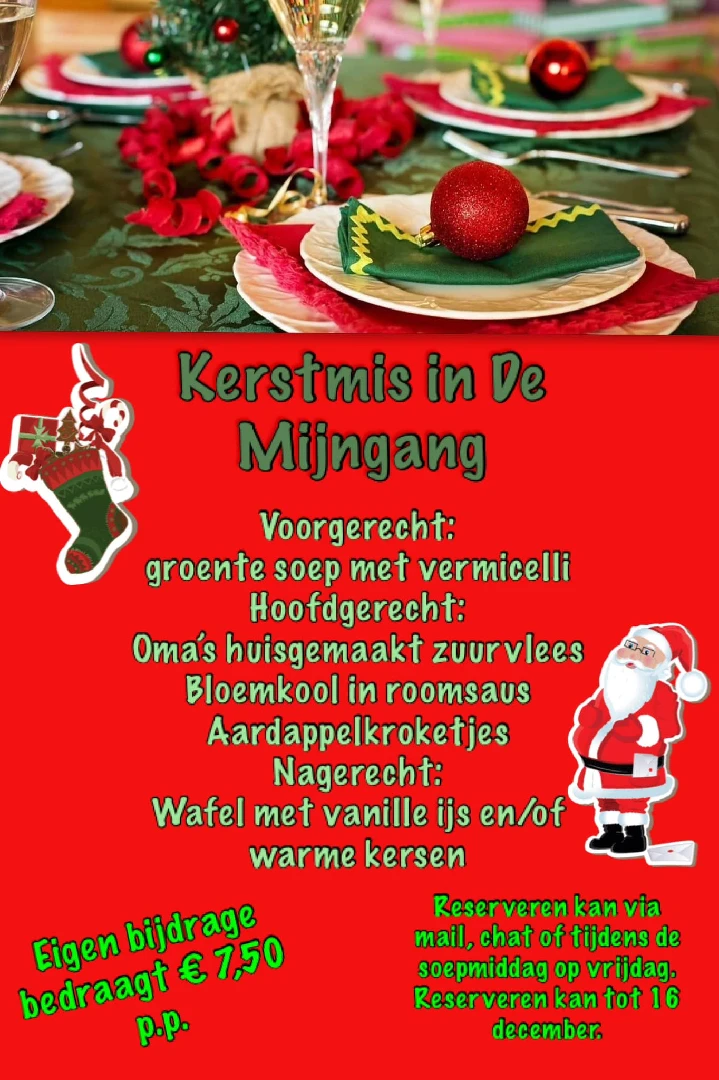 Kerstmis in De
Mijngang
Voorgerecht:
groente soep met vermicelli
Hoofdgerecht:
Oma's huisgemaakt zuurvlees
Bloemkool in roomsaus
Aardappelkroketjes
Nagerecht:
Wafel met vanille ijs en/of
warme kersen
Eigen bijdrage
bedraagt € 7,50
p.p.
Reserveren kan via
mail, chat of tijdens de
soepmiddag op vrijdag.
Reserveren kan tot 16
december.